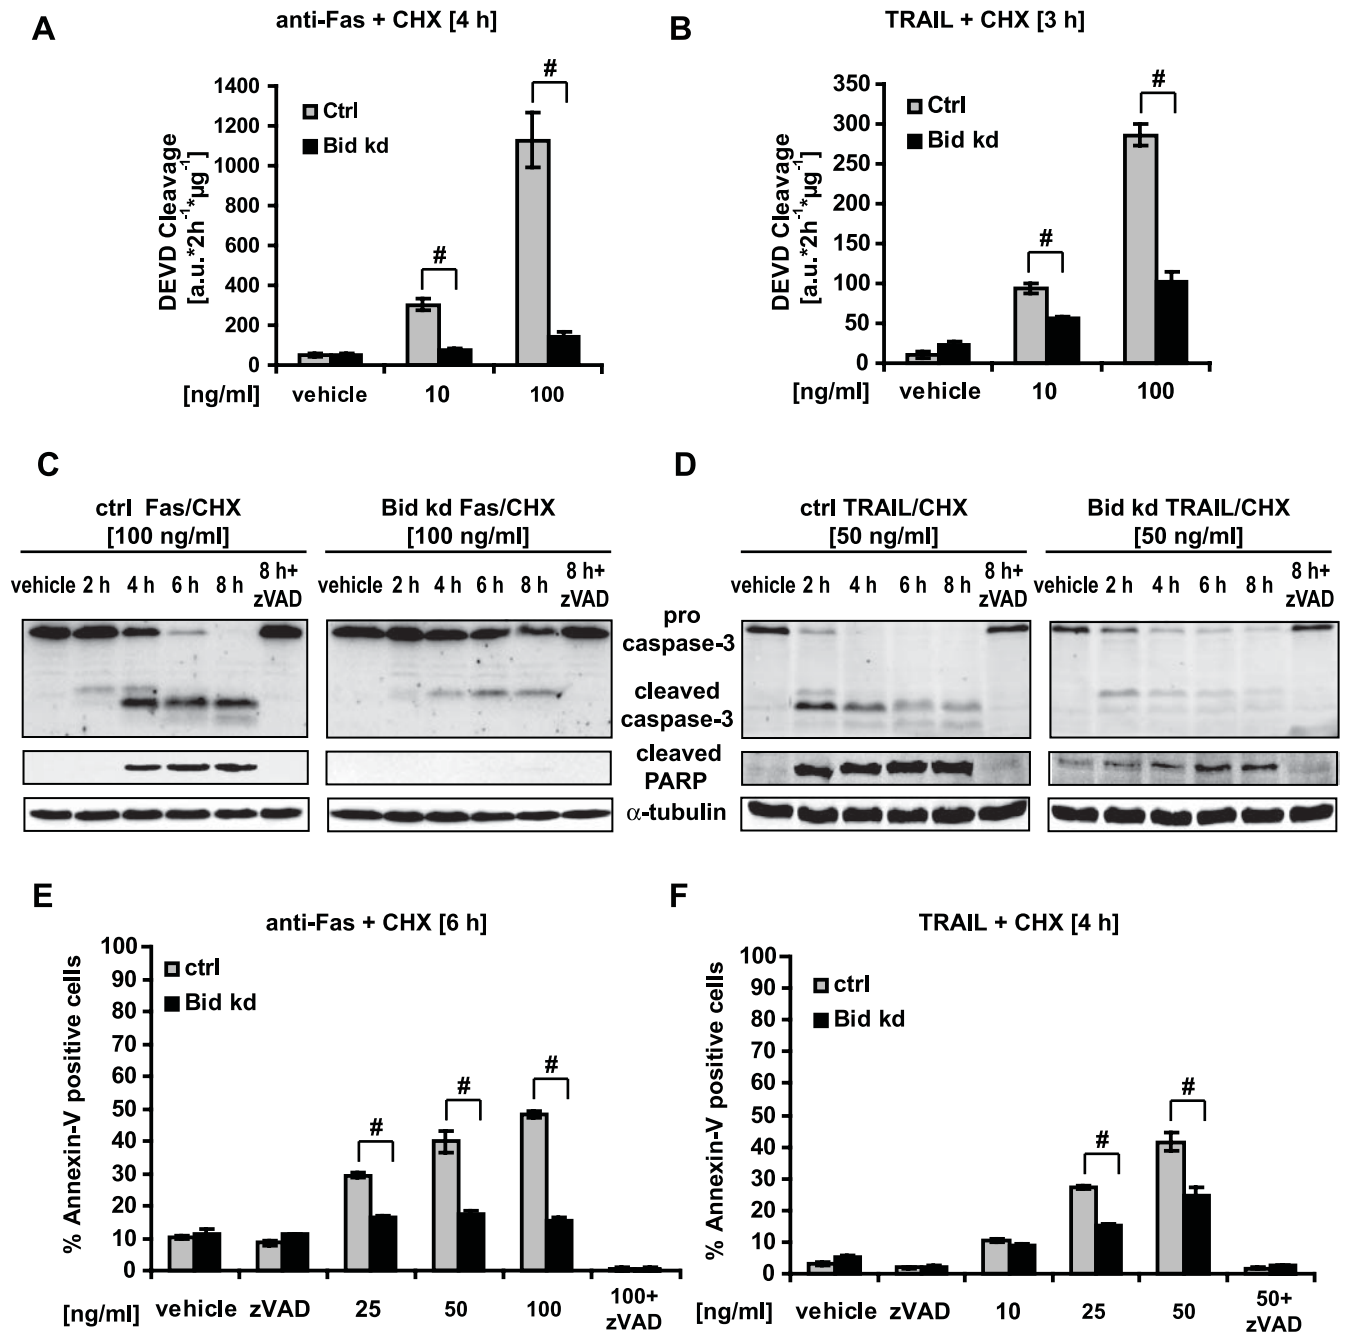 A
anti-Fas + CHX [4 h]
DEVD Cleavage
[a.u.*2h⁻¹*µg⁻¹]
1400
1200
1000
800
600
400
200
0
Ctrl
Bid kd
#
#
[ng/ml]
vehicle 10 100
B
TRAIL + CHX [3 h]
DEVD Cleavage
[a.u.*2h⁻¹*µg⁻¹]
350
300
250
200
150
100
50
0
Ctrl
Bid kd
#
#
[ng/ml]
vehicle 10 100
C
ctrl Fas/CHX
[100 ng/ml]
vehicle 2 h 4 h 6 h 8 h 8 h+
zVAD
Bid kd Fas/CHX
[100 ng/ml]
vehicle 2 h 4 h 6 h 8 h 8 h+
zVAD
pro
caspase-3
cleaved
caspase-3
cleaved
PARP
α-tubulin
D
ctrl TRAIL/CHX
[50 ng/ml]
vehicle 2 h 4 h 6 h 8 h 8 h+
zVAD
Bid kd TRAIL/CHX
[50 ng/ml]
vehicle 2 h 4 h 6 h 8 h 8 h+
zVAD
E
anti-Fas + CHX [6 h]
% Annexin-V positive cells
100
90
80
70
60
50
40
30
20
10
0
ctrl
Bid kd
#
#
#
[ng/ml]
vehicle zVAD 25 50 100 100+
zVAD
F
TRAIL + CHX [4 h]
% Annexin-V positive cells
100
90
80
70
60
50
40
30
20
10
0
ctrl
Bid kd
#
#
[ng/ml]
vehicle zVAD 10 25 50 50+
zVAD